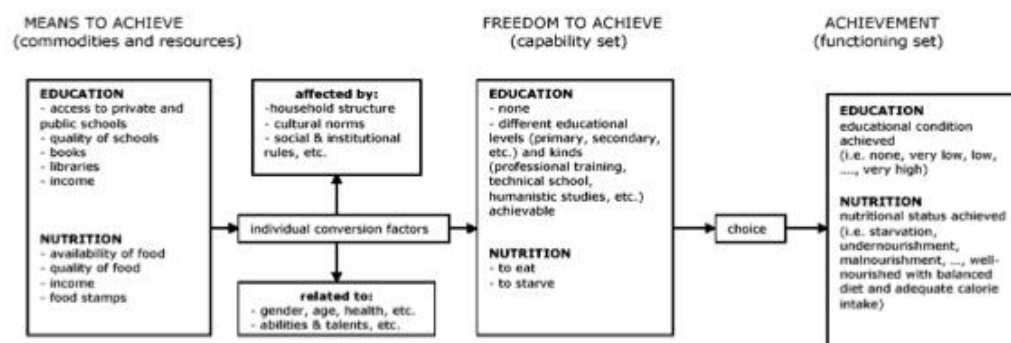 MEANS TO ACHIEVE
(commodities and resources)
EDUCATION
- access to private and
public schools
- quality of schools
- books
- libraries
- income
NUTRITION
- availability of food
- quality of food
- income
- food stamps
affected by:
-household structure
- cultural norms
- social & institutional
rules, etc.
individual conversion factors
related to:
- gender, age, health, etc.
- abilities & talents, etc.
FREEDOM TO ACHIEVE
(capability set)
EDUCATION
- none
- different educational
levels (primary, secondary,
etc.) and kinds
(professional training,
technical school,
humanistic studies, etc.)
achievable
NUTRITION
- to eat
- to starve
choice
ACHIEVEMENT
(functioning set)
EDUCATION
educational condition
achieved
(i.e. none, very low, low,
...., very high)
NUTRITION
nutritional status achieved
(i.e. starvation,
undernourishment,
malnourishment, ..., well-
nourished with balanced
diet and adequate calorie
intake)